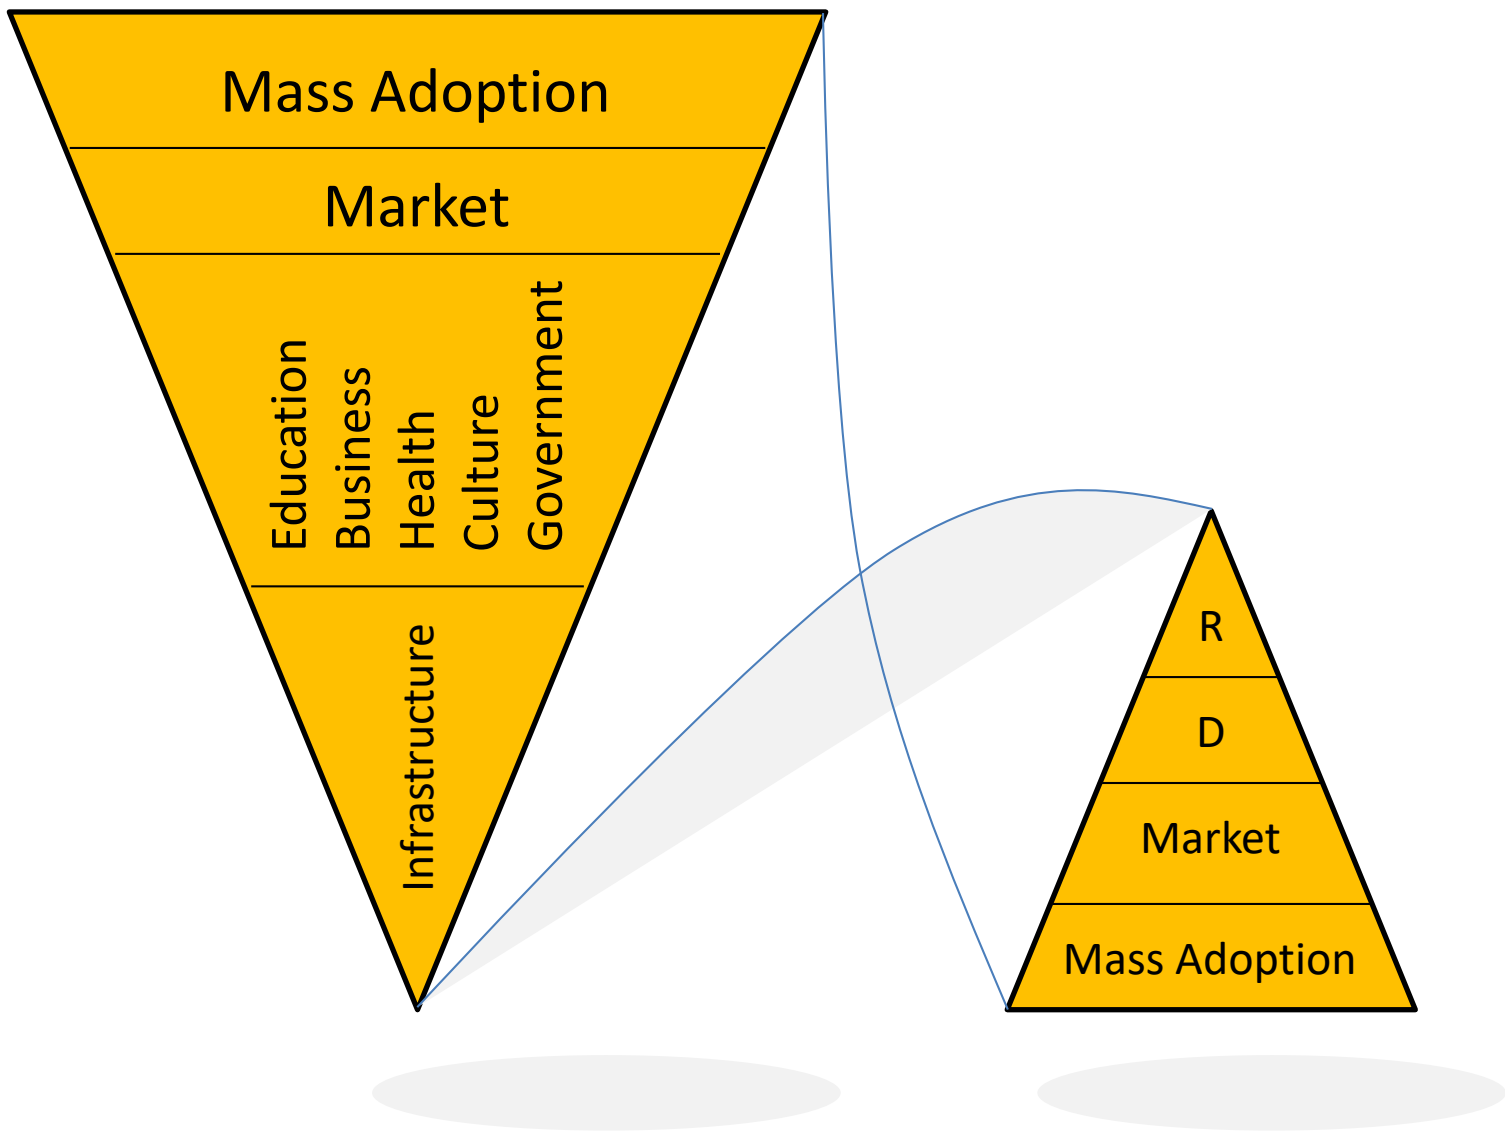 Mass Adoption
Market
Education
Business
Health
Culture
Government
Infrastructure
R
D
Market
Mass Adoption